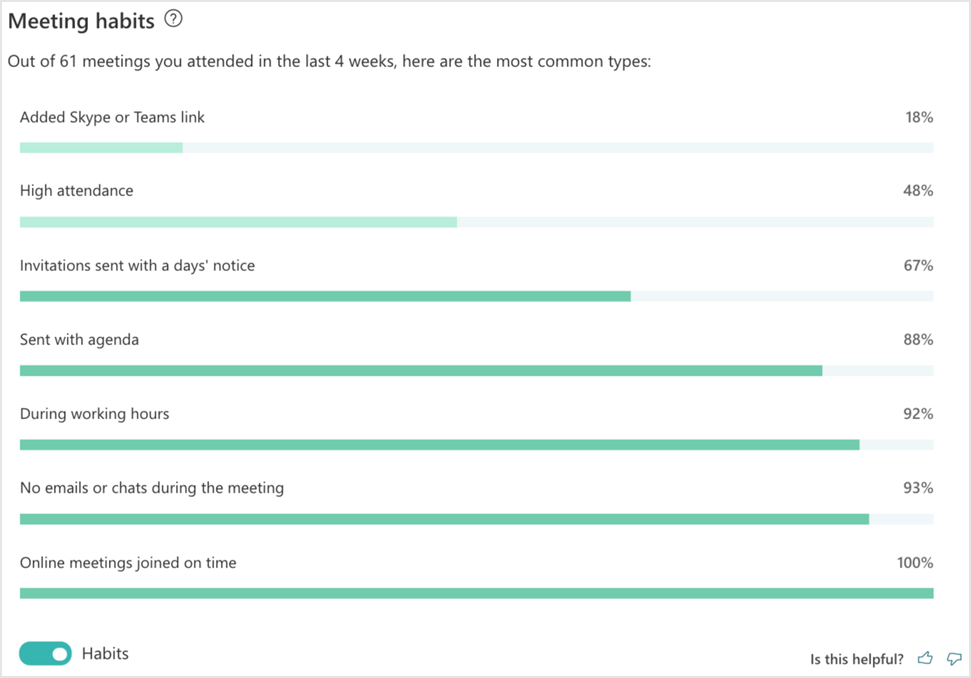 Meeting habits ?
Out of 61 meetings you attended in the last 4 weeks, here are the most common types:
Added Skype or Teams link 18%
High attendance 48%
Invitations sent with a days' notice 67%
Sent with agenda 88%
During working hours 92%
No emails or chats during the meeting 93%
Online meetings joined on time 100%
Habits
Is this helpful?